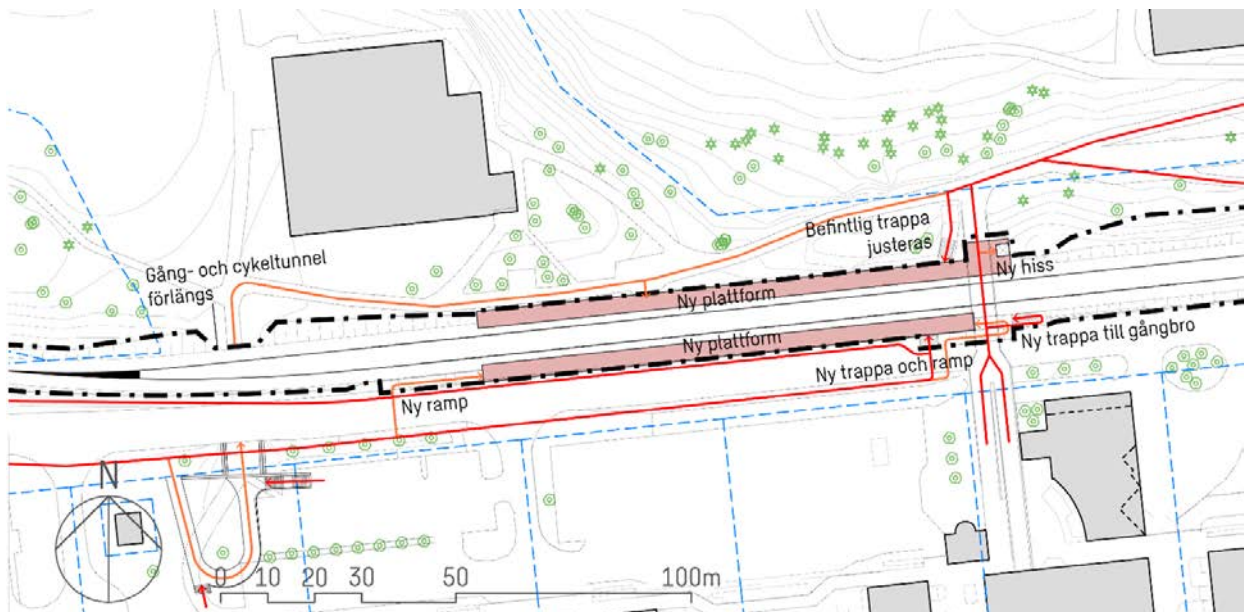 Befintlig trappa
justeras
Gång- och cykeltunnel
förlängs
Ny hiss
Ny plattform
Ny plattform
Ny trappa till gångbro
Ny trappa och ramp
Ny ramp
N
0 10 20 30 50 100m